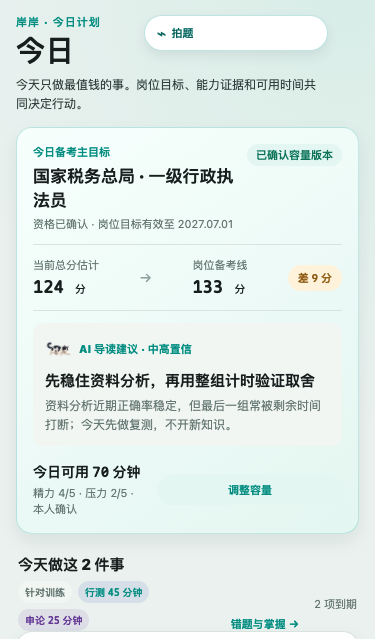 岸岸 · 今日计划
今日
拍题
今天只做最值钱的事。岗位目标、能力证据和可用时间共
同决定行动。
今日备考主目标
已确认容量版本
国家税务总局 · 一级行政执
法员
资格已确认 · 岗位目标有效至 2027.07.01
当前总分估计
124 分
→
岗位备考线
133 分
差 9 分
AI 导读建议 · 中高置信
先稳住资料分析，再用整组计时验证取舍
资料分析近期正确率稳定，但最后一组常被剩余时间
打断；今天先做复测，不开新知识。
今日可用 70 分钟
精力 4/5 · 压力 2/5 ·
本人确认
调整容量
今天做这 2 件事
针对训练
行测 45 分钟
申论 25 分钟
2 项到期
错题与掌握 →